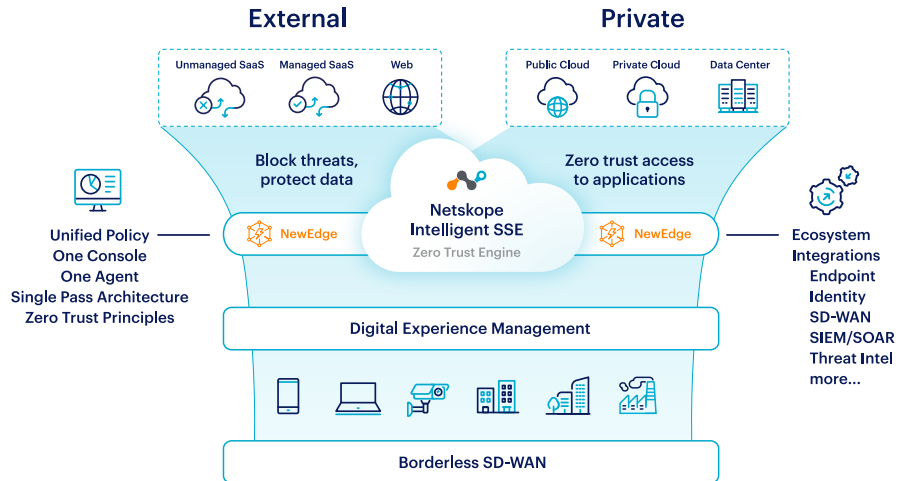 External
Private
Unmanaged SaaS
Managed SaaS
Web
Public Cloud
Private Cloud
Data Center
Block threats,
protect data
Zero trust access
to applications
Netskope
Intelligent SSE
Zero Trust Engine
NewEdge
NewEdge
Unified Policy
One Console
One Agent
Single Pass Architecture
Zero Trust Principles
Ecosystem
Integrations
Endpoint
Identity
SD-WAN
SIEM/SOAR
Threat Intel
more...
Digital Experience Management
Borderless SD-WAN